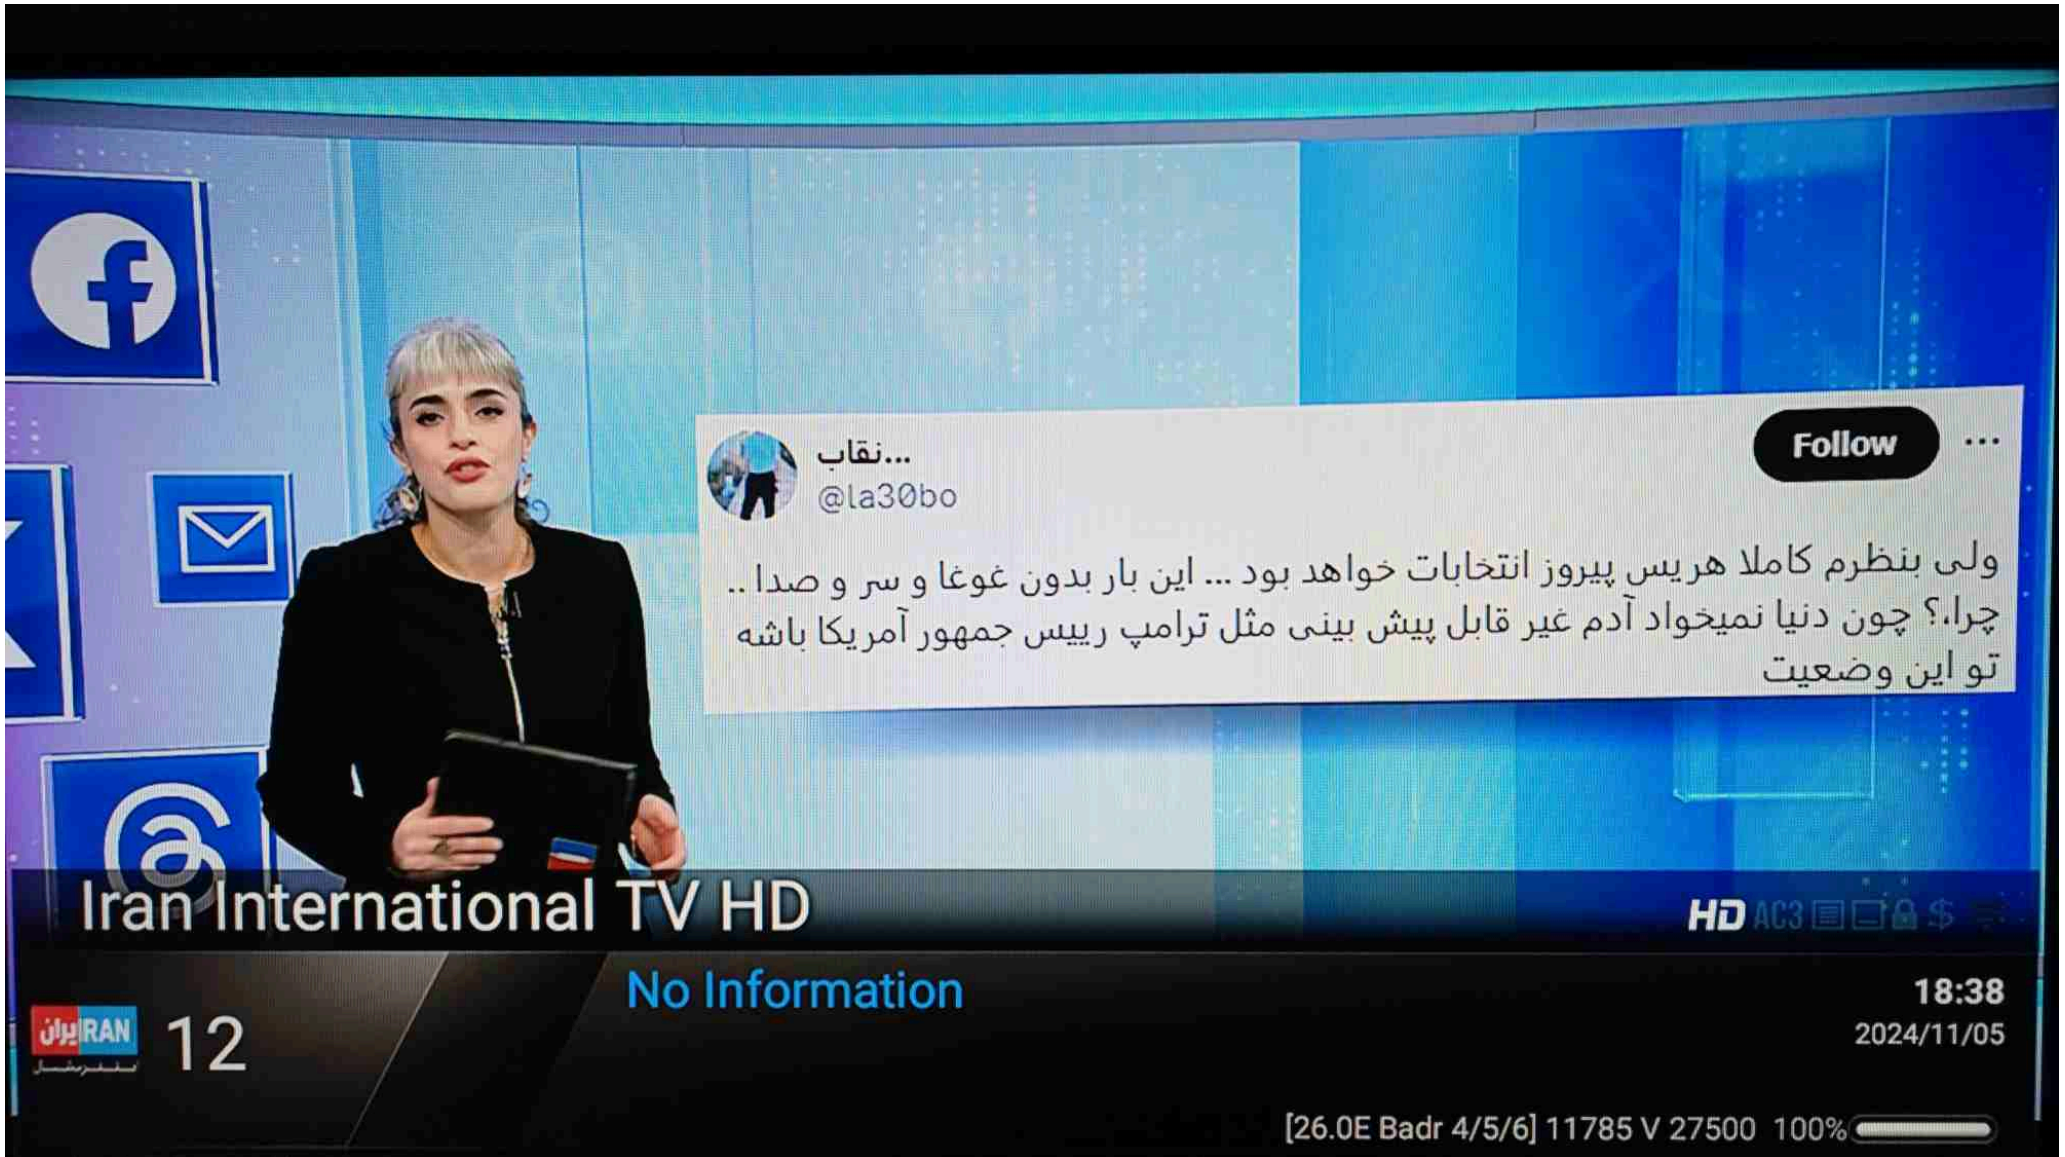 نقاب...
@la30bo
Follow
...
ولی بنظرم کاملا هریس پیروز انتخابات خواهد بود ... این بار بدون غوغا و سر و صدا ..
چرا،؟ چون دنیا نمیخواد آدم غیر قابل پیش بینی مثل ترامپ رییس جمهور آمریکا باشه
تو این وضعیت
Iran International TV HD
HD AC3
No Information
18:38
2024/11/05
ایران IRAN
اینترنشنال
12
[26.0E Badr 4/5/6] 11785 V 27500 100%